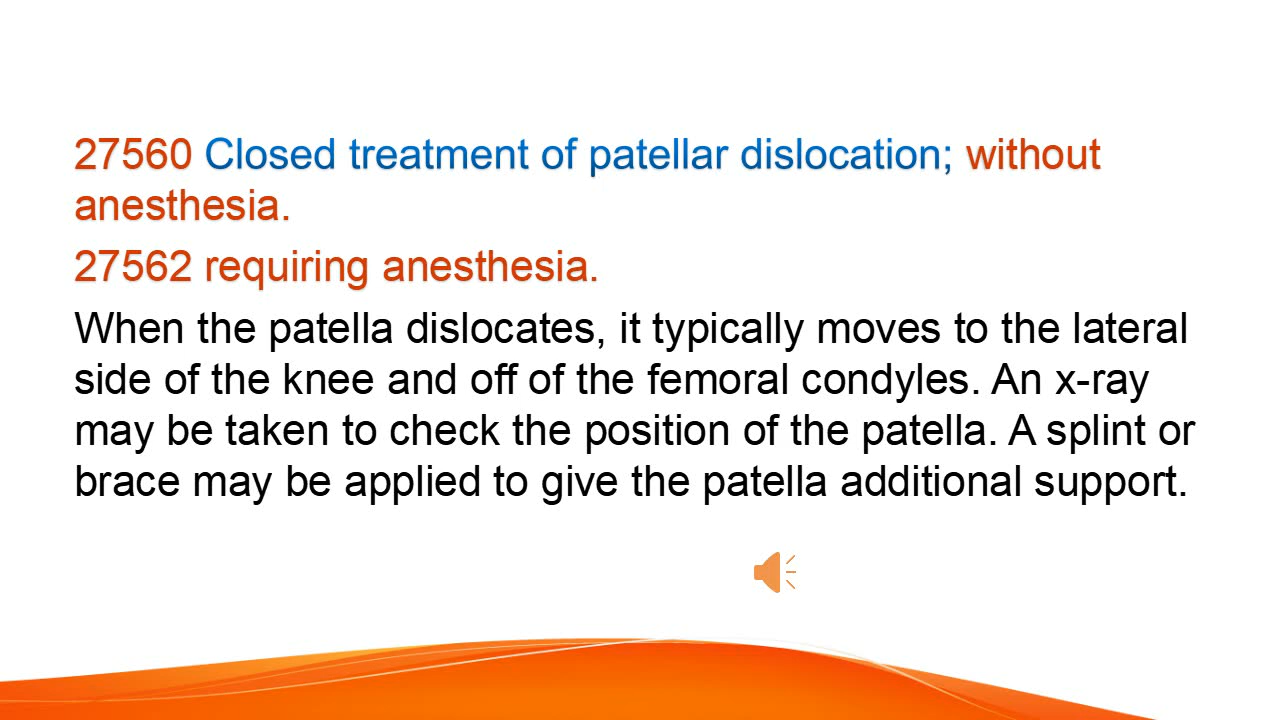 27560 Closed treatment of patellar dislocation; without
anesthesia.
27562 requiring anesthesia.
When the patella dislocates, it typically moves to the lateral
side of the knee and off of the femoral condyles. An x-ray
may be taken to check the position of the patella. A splint or
brace may be applied to give the patella additional support.